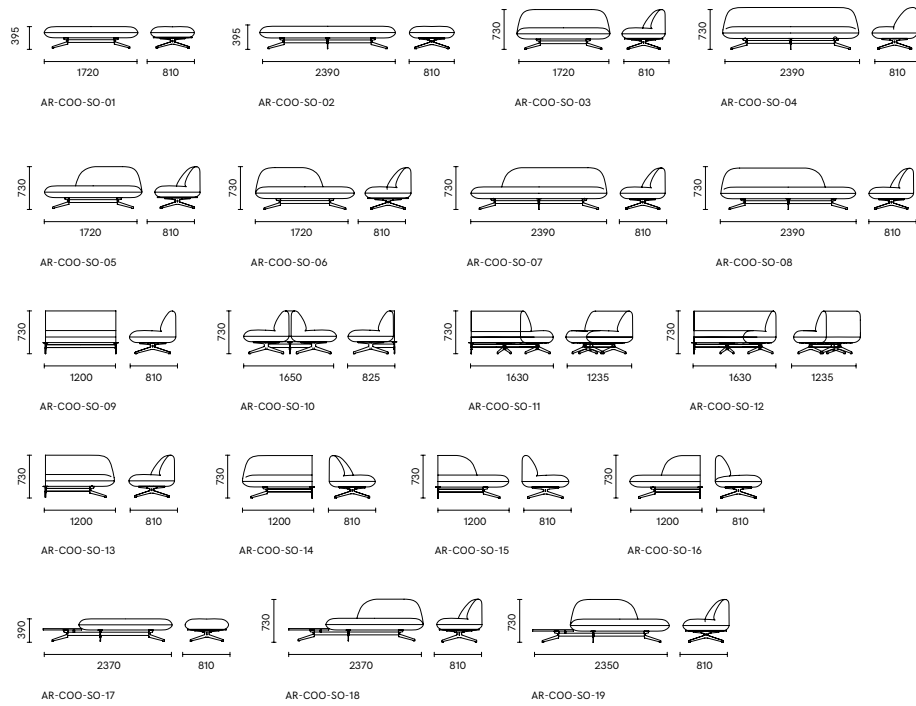 395 395 730 730
1720 810 2390 810 1720 810 2390 810
AR-COO-SO-01 AR-COO-SO-02 AR-COO-SO-03 AR-COO-SO-04
730 730 730 730
1720 810 1720 810 2390 810 2390 810
AR-COO-SO-05 AR-COO-SO-06 AR-COO-SO-07 AR-COO-SO-08
730 730 730 730
1200 810 1650 825 1630 1235 1630 1235
AR-COO-SO-09 AR-COO-SO-10 AR-COO-SO-11 AR-COO-SO-12
730 730 730 730
1200 810 1200 810 1200 810 1200 810
AR-COO-SO-13 AR-COO-SO-14 AR-COO-SO-15 AR-COO-SO-16
390 730 730
2370 810 2370 810 2350 810
AR-COO-SO-17 AR-COO-SO-18 AR-COO-SO-19